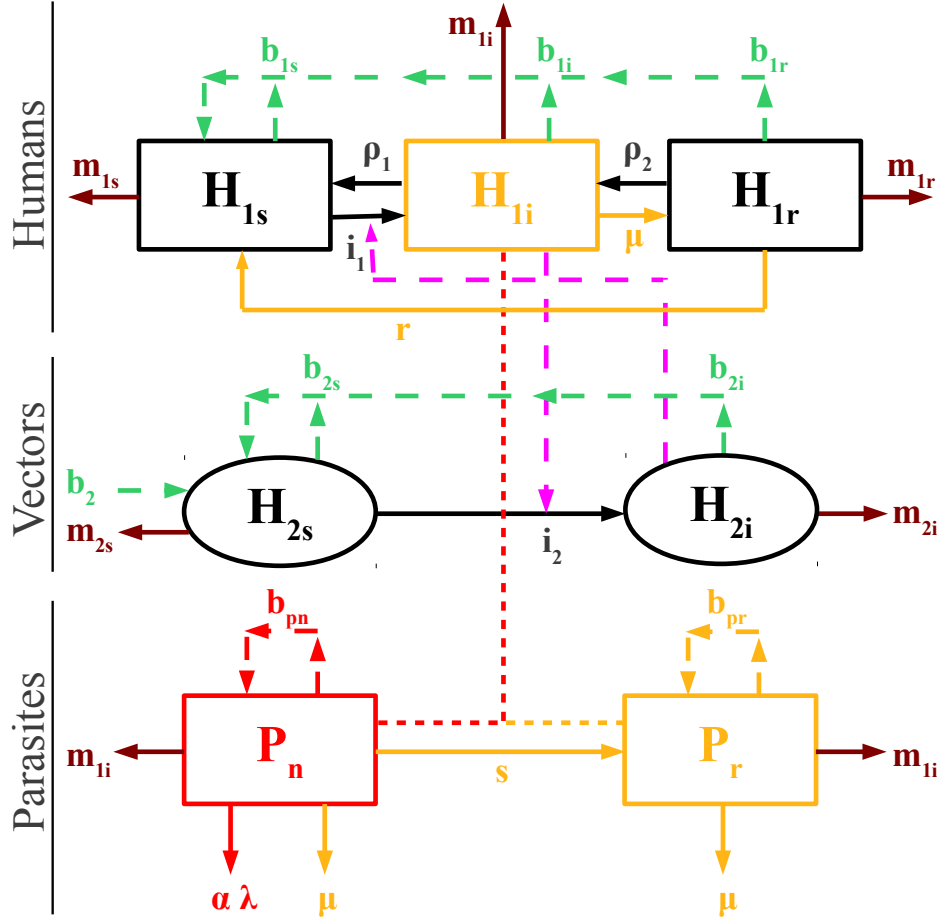 Humans
m1i
b1s
b1i
b1r
m1s
H1s
ρ1
H1i
ρ2
H1r
m1r
i1
μ
r
Vectors
b2s
b2i
b2
H2s
H2i
m2s
i2
m2i
Parasites
bpn
bpr
m1i
Pn
s
Pr
m1i
α λ
μ
μ